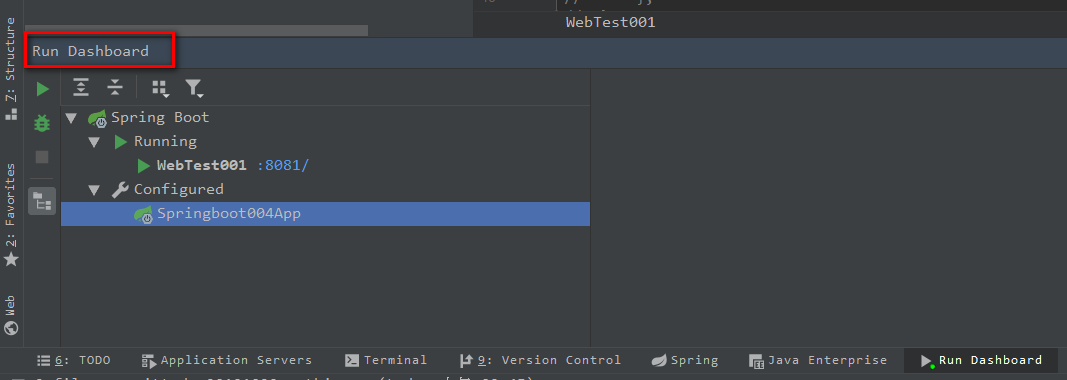 WebTest001
Run Dashboard
Z: Structure
Spring Boot
Running
WebTest001 :8081/
Configured
Springboot004App
2: Favorites
Web
6: TODO Application Servers Terminal 9: Version Control Spring Java Enterprise Run Dashboard